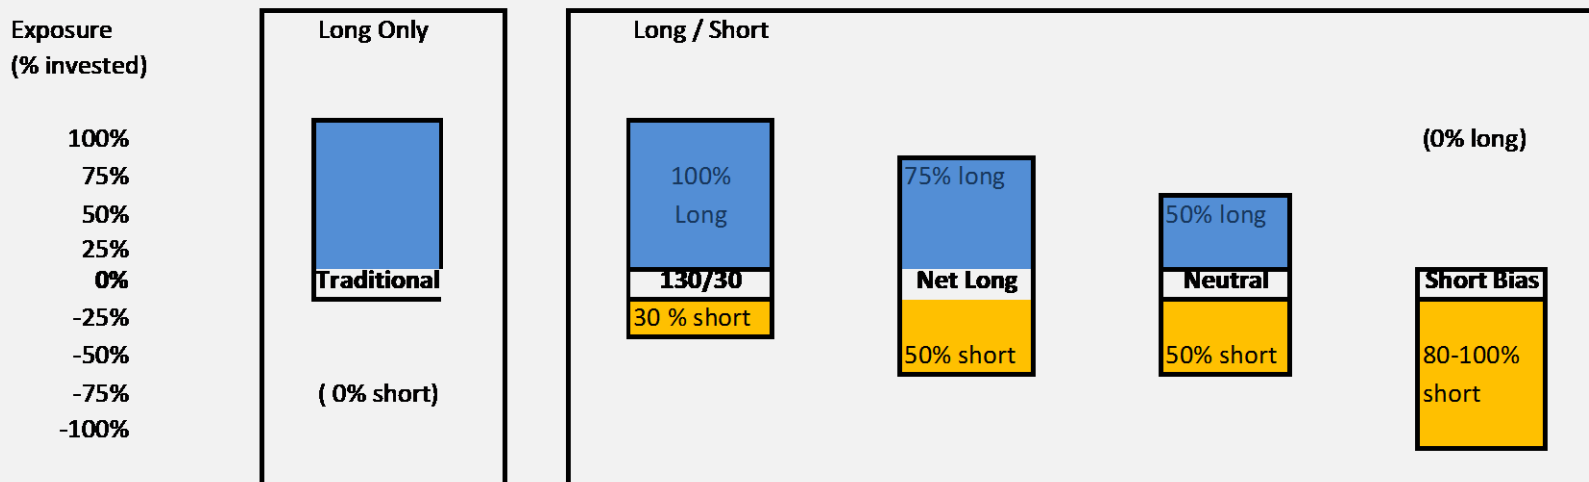 Exposure
(% invested)
Long Only
Long / Short
100%
75%
50%
25%
0%
-25%
-50%
-75%
-100%
Traditional
( 0% short)
100%
Long
130/30
30 % short
75% long
Net Long
50% short
50% long
Neutral
50% short
(0% long)
Short Bias
80-100%
short